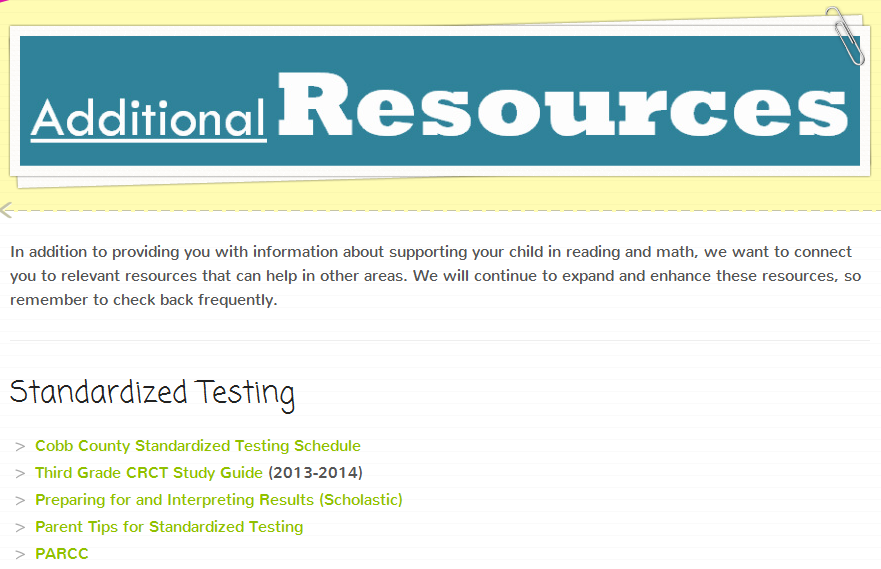 Additional Resources
In addition to providing you with information about supporting your child in reading and math, we want to connect
you to relevant resources that can help in other areas. We will continue to expand and enhance these resources, so
remember to check back frequently.
Standardized Testing
> Cobb County Standardized Testing Schedule
> Third Grade CRCT Study Guide (2013-2014)
> Preparing for and Interpreting Results (Scholastic)
> Parent Tips for Standardized Testing
> PARCC